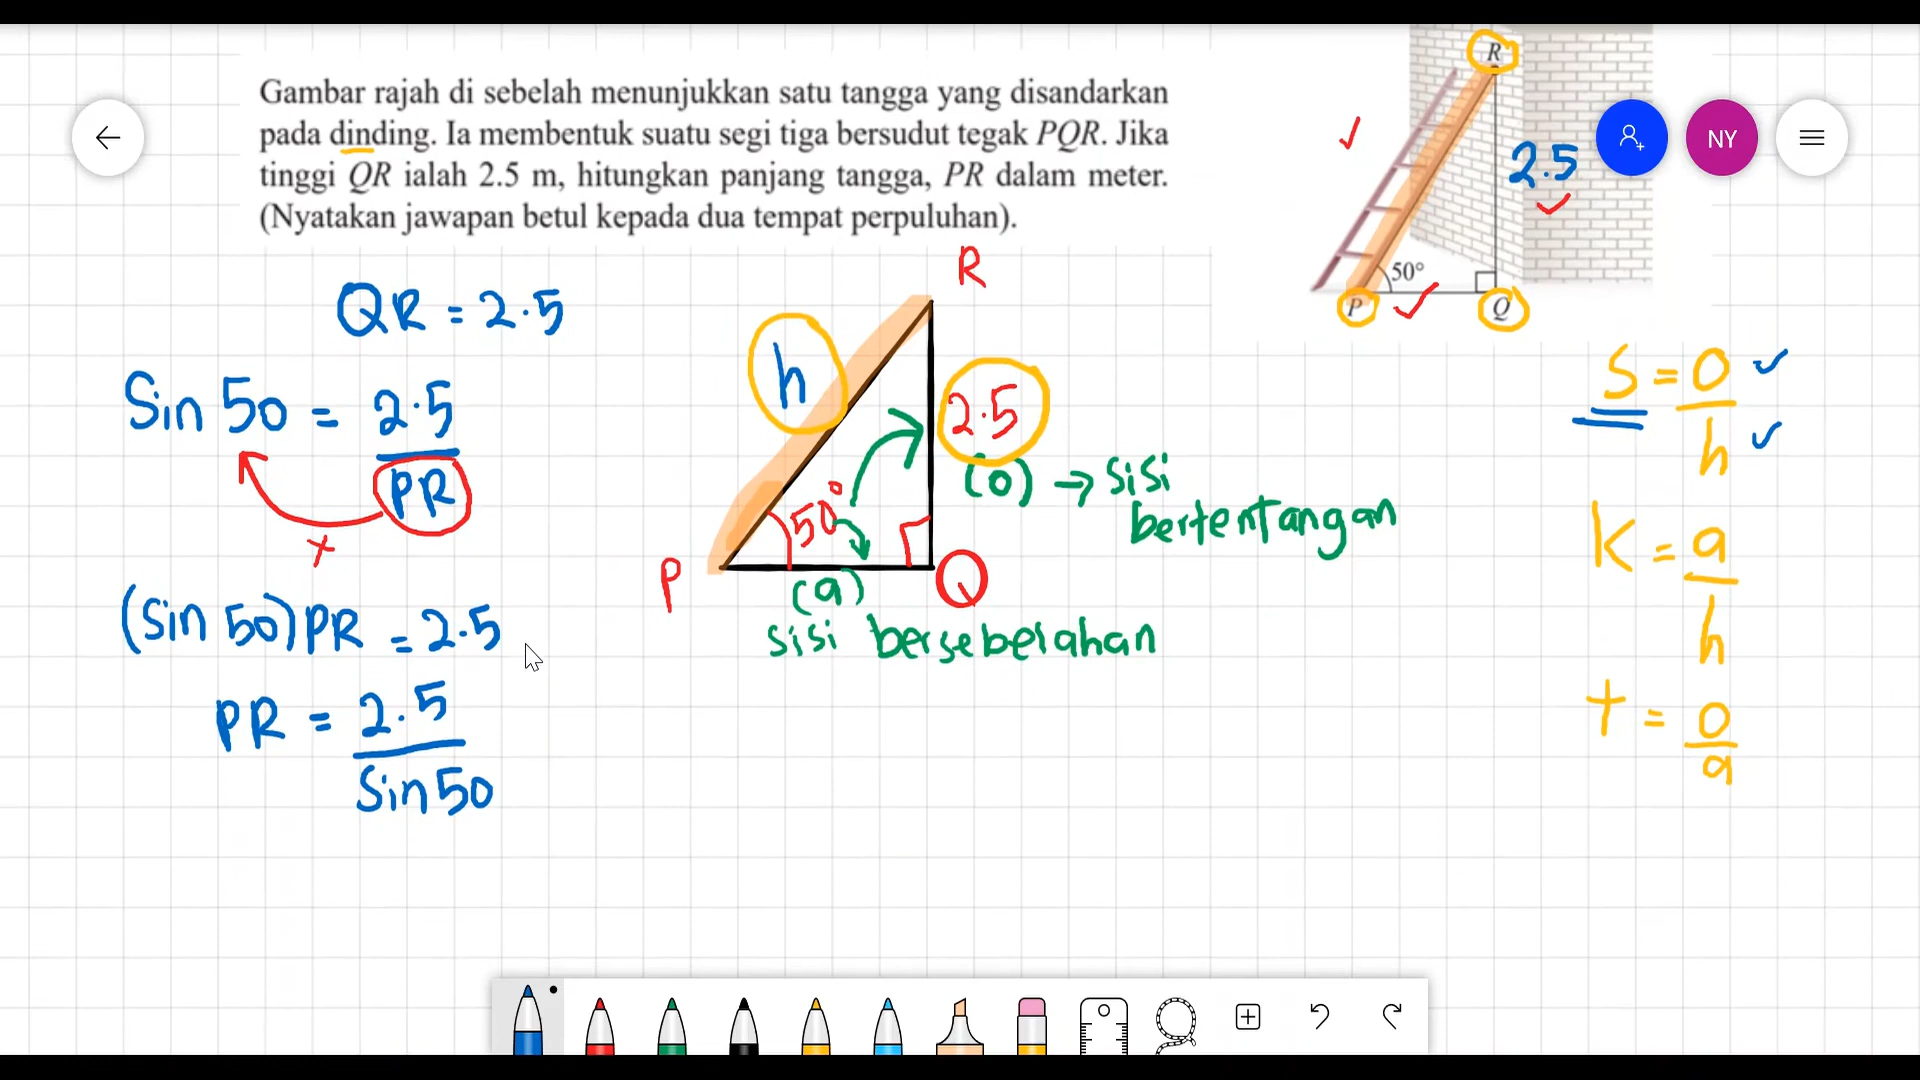 Gambar rajah di sebelah menunjukkan satu tangga yang disandarkan
pada dinding. Ia membentuk suatu segi tiga bersudut tegak PQR. Jika
tinggi QR ialah 2.5 m, hitungkan panjang tangga, PR dalam meter.
(Nyatakan jawapan betul kepada dua tempat perpuluhan).
R
2.5
50°
P
Q
NY
QR = 2.5
Sin 50 = 2.5
PR
x
(Sin 50) PR = 2.5
PR = 2.5
Sin 50
R
h
2.5
(o) → sisi
bertentangan
50°
P
Q
(a)
sisi bersebelahan
S = o
h
K = a
h
T = o
a